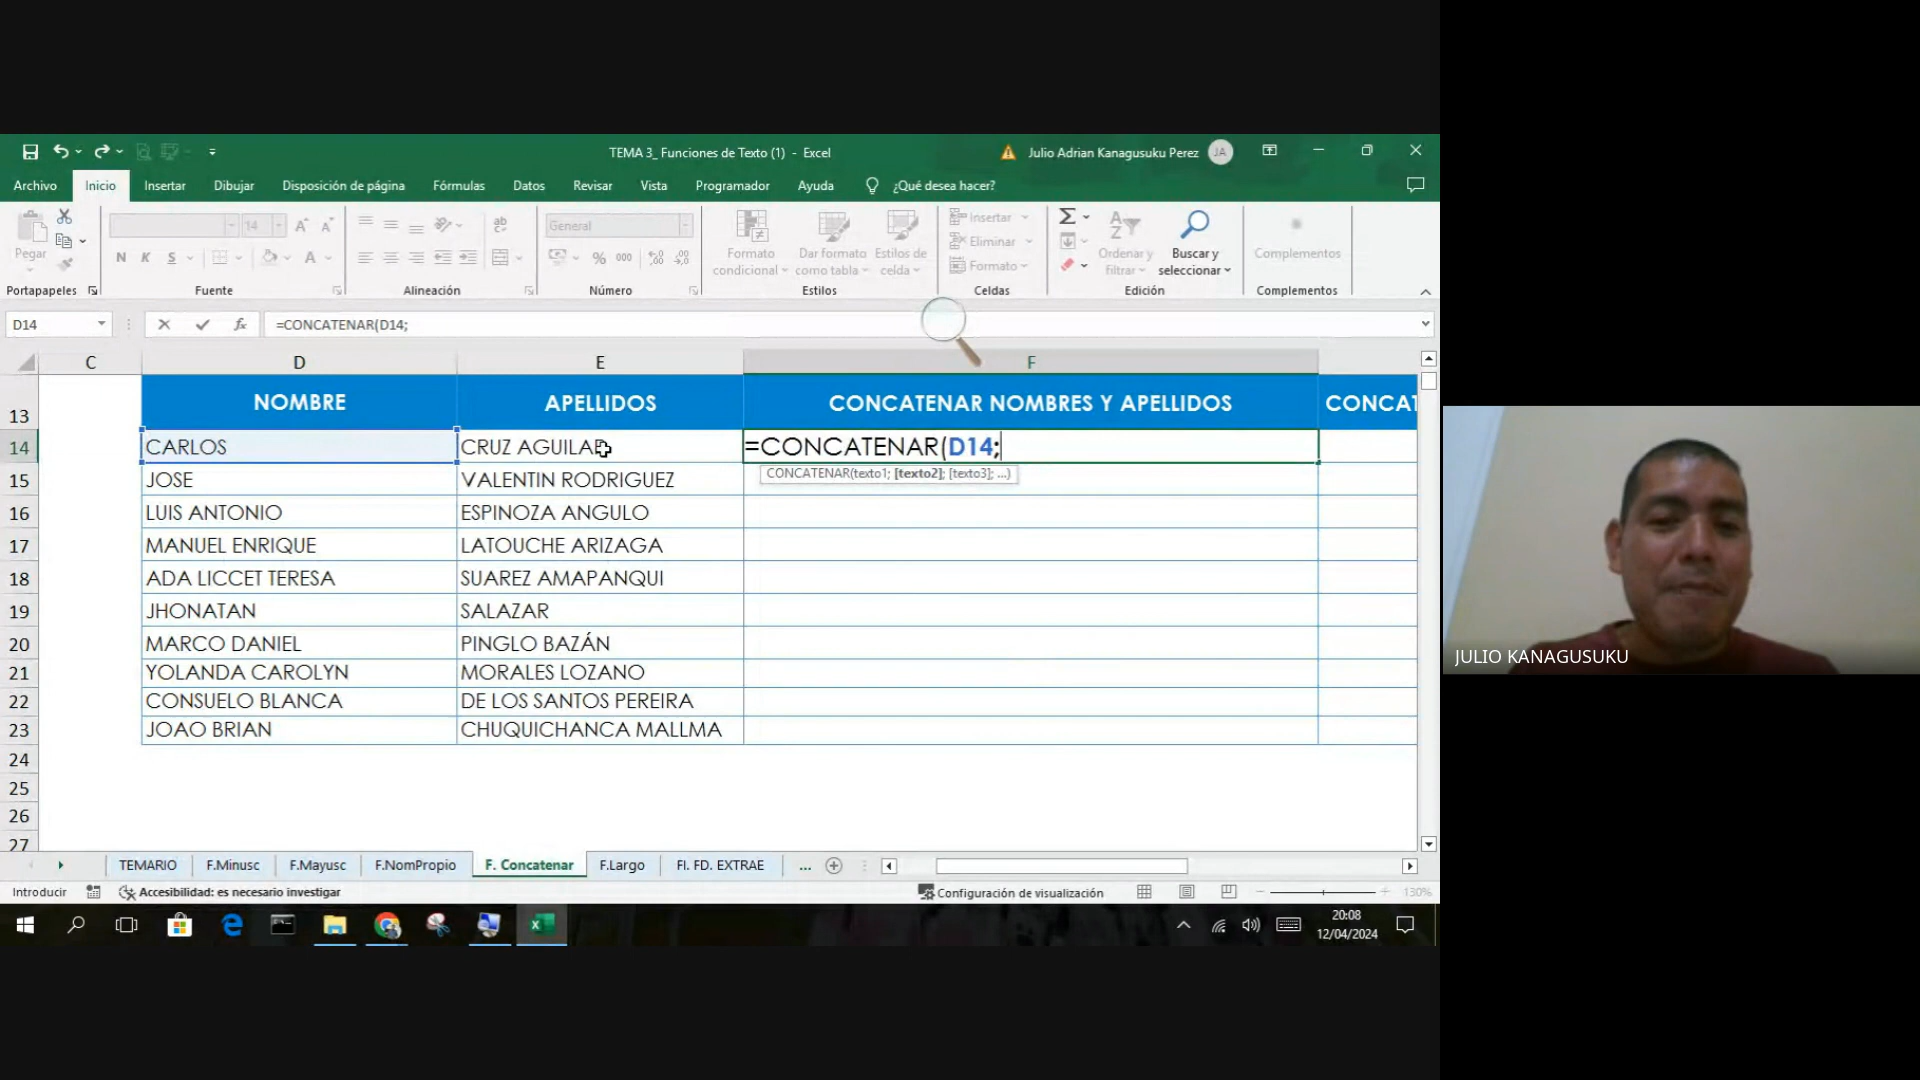 TEMA 3_ Funciones de Texto (1) - Excel
Julio Adrian Kanagusuku Perez JA
Archivo Inicio Insertar Dibujar Disposición de página Fórmulas Datos Revisar Vista Programador Ayuda ¿Qué desea hacer?
Pegar
Portapapeles
14
N K S
Fuente
Alineación
General
% 000
Número
Formato condicional
Dar formato como tabla
Estilos de celda
Estilos
Insertar
Eliminar
Formato
Celdas
Ordenar y filtrar
Buscar y seleccionar
Edición
Complementos
Complementos
D14
fx
=CONCATENAR(D14;
C D E F
13 NOMBRE APELLIDOS CONCATENAR NOMBRES Y APELLIDOS CONCAT
14 CARLOS CRUZ AGUILAR =CONCATENAR(D14;
CONCATENAR(texto1; [texto2]; [texto3]; ...)
15 JOSE VALENTIN RODRIGUEZ
16 LUIS ANTONIO ESPINOZA ANGULO
17 MANUEL ENRIQUE LATOUCHE ARIZAGA
18 ADA LICCET TERESA SUAREZ AMAPANQUI
19 JHONATAN SALAZAR
20 MARCO DANIEL PINGLO BAZÁN
21 YOLANDA CAROLYN MORALES LOZANO
22 CONSUELO BLANCA DE LOS SANTOS PEREIRA
23 JOAO BRIAN CHUQUICHANCA MALLMA
24
25
26
27
TEMARIO F.Minusc F.Mayusc F.NomPropio F. Concatenar F.Largo FI. FD. EXTRAE ...
Introducir Accesibilidad: es necesario investigar Configuración de visualización 130%
20:08
12/04/2024
JULIO KANAGUSUKU